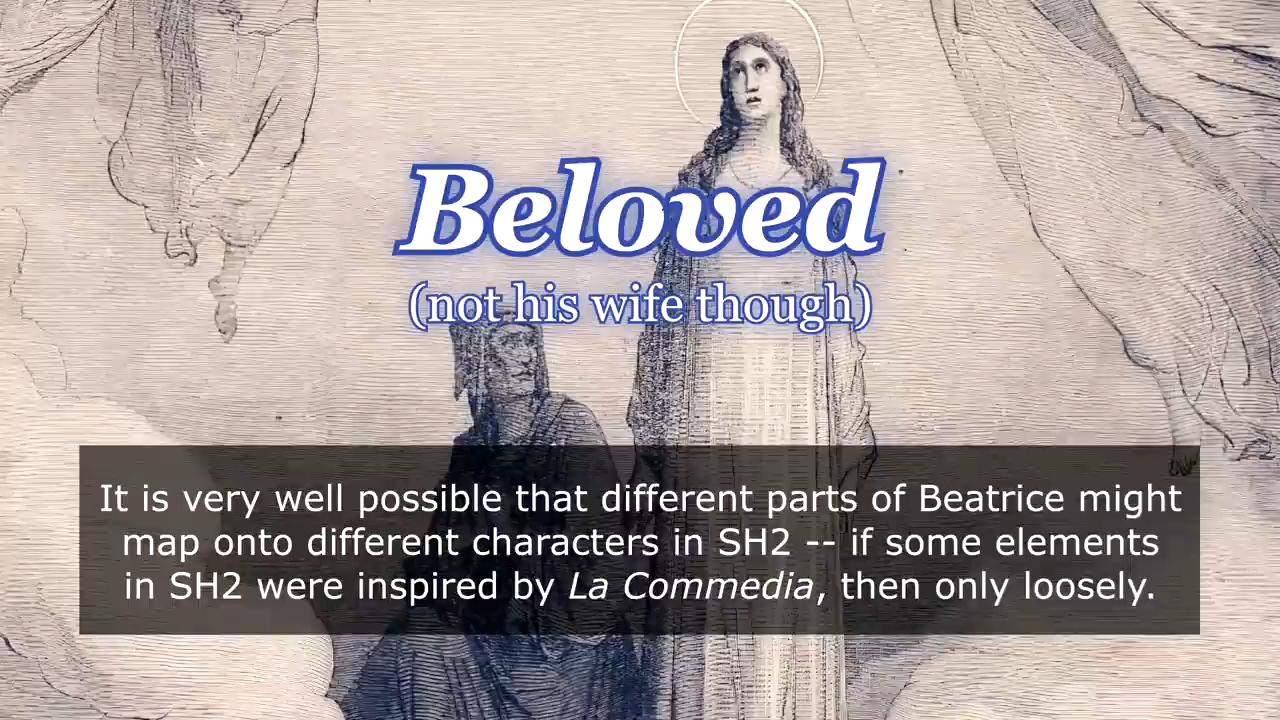 Beloved
(not his wife though)
It is very well possible that different parts of Beatrice might
map onto different characters in SH2 -- if some elements
in SH2 were inspired by La Commedia, then only loosely.